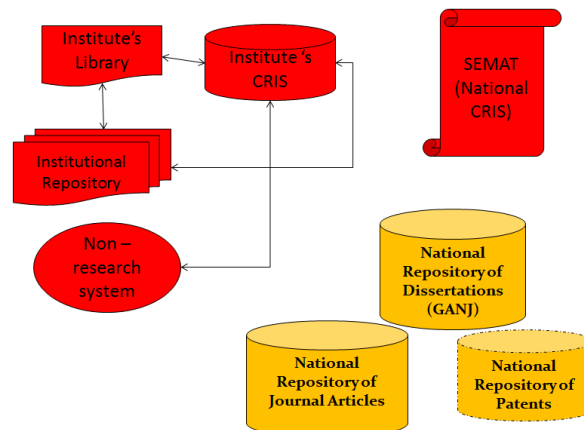 Institute's
Library
Institute 's
CRIS
SEMAT
(National
CRIS)
Institutional
Repository
Non –
research
system
National
Repository of
Dissertations
(GANJ)
National
Repository of
Journal Articles
National
Repository of
Patents